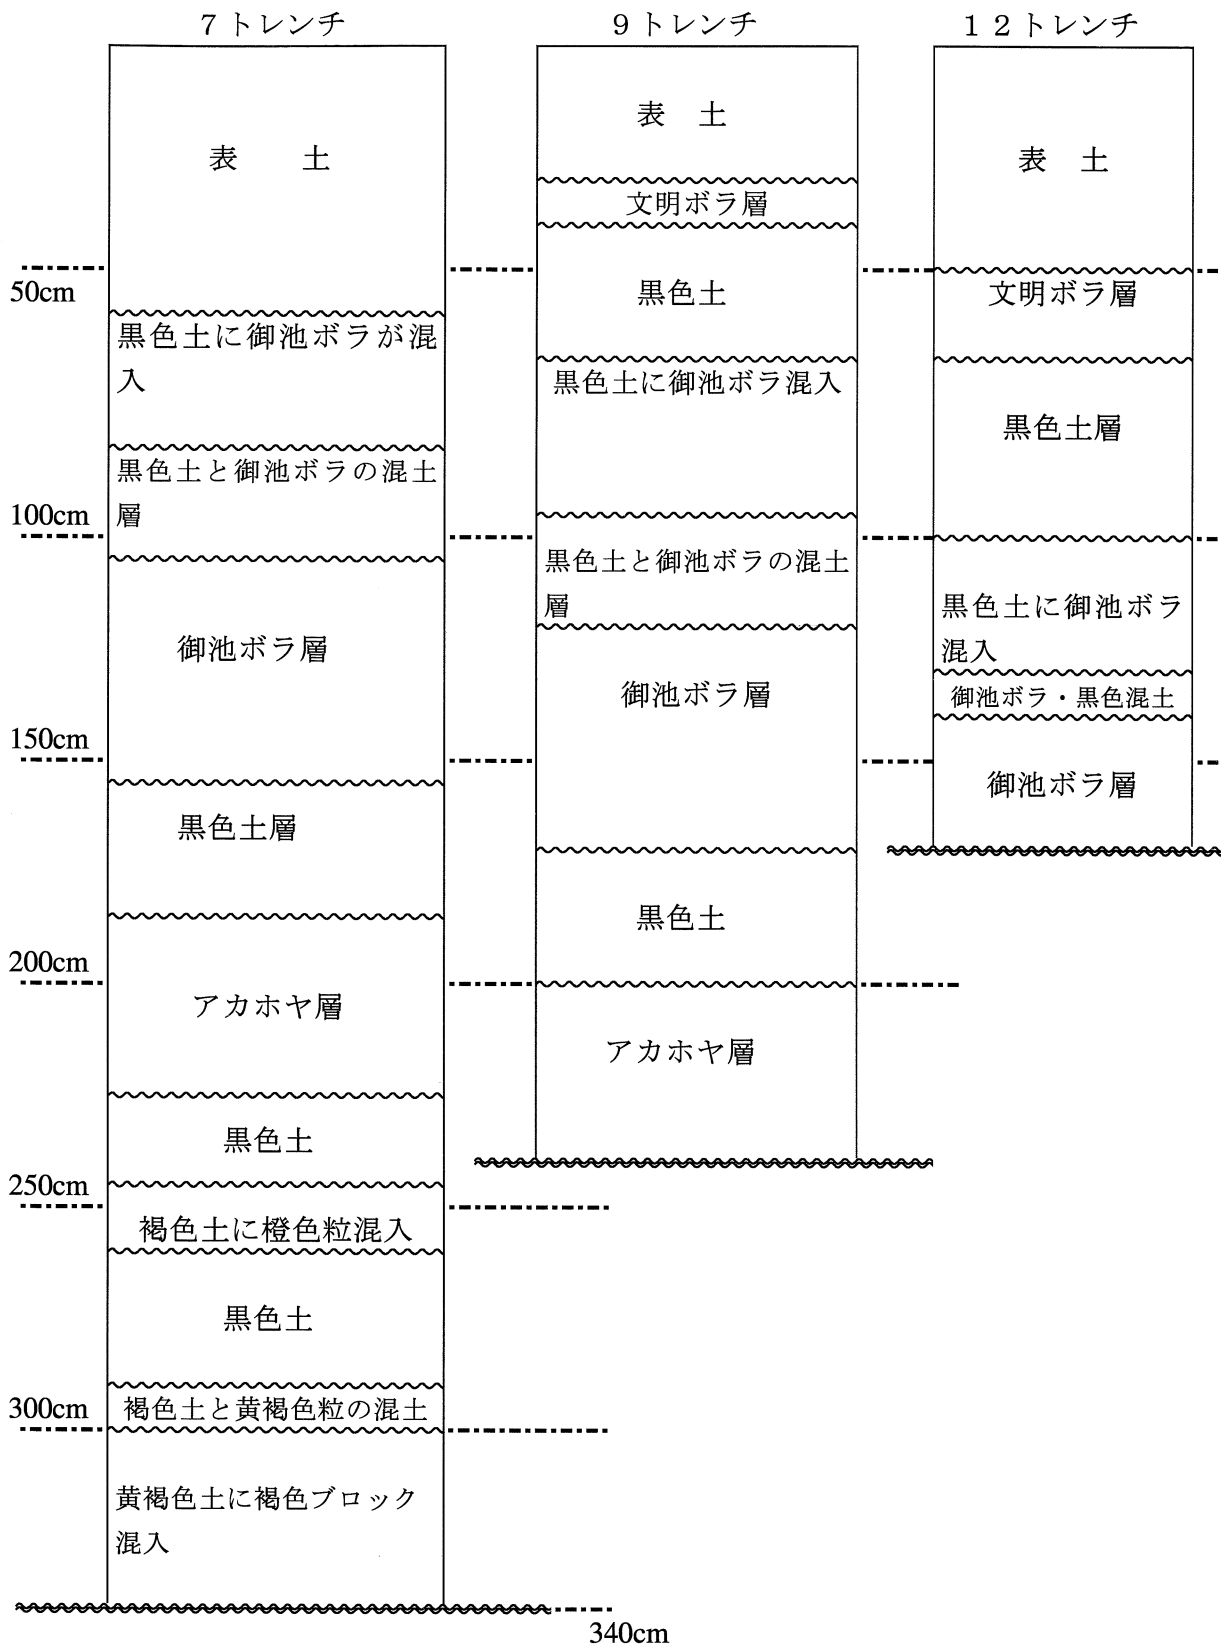 ７トレンチ
表　土
50cm
黒色土に御池ボラが混
入
黒色土と御池ボラの混土
層
100cm
御池ボラ層
150cm
黒色土層
200cm
アカホヤ層
黒色土
250cm
褐色土に橙色粒混入
黒色土
300cm
褐色土と黄褐色粒の混土
黄褐色土に褐色ブロック
混入
340cm
９トレンチ
表　土
文明ボラ層
黒色土
黒色土に御池ボラ混入
黒色土と御池ボラの混土
層
御池ボラ層
黒色土
アカホヤ層
１２トレンチ
表　土
文明ボラ層
黒色土層
黒色土に御池ボラ
混入
御池ボラ・黒色混土
御池ボラ層